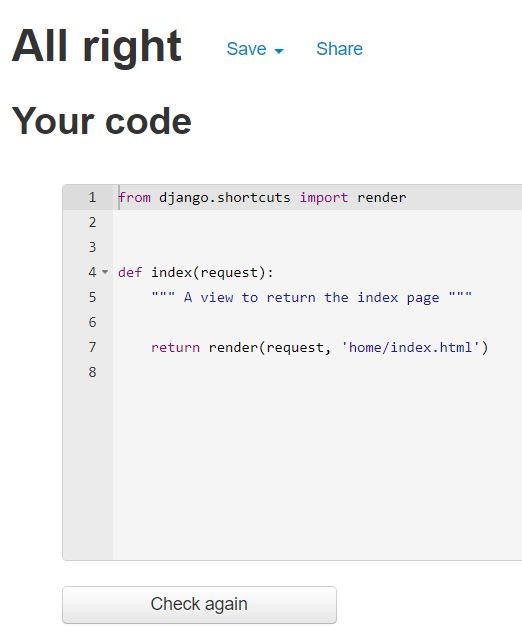 All right Save Share
Your code
1 from django.shortcuts import render
2
3
4 def index(request):
5     """ A view to return the index page """
6
7     return render(request, 'home/index.html')
8
Check again